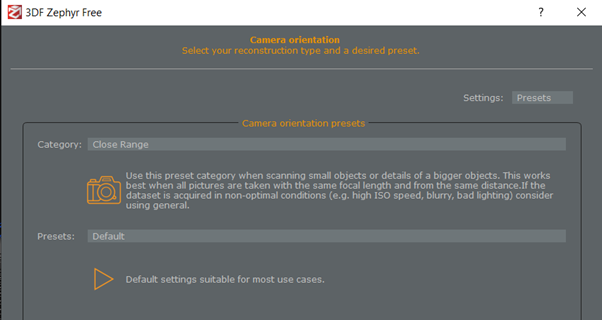 3DF Zephyr Free
?
Camera orientation
Select your reconstruction type and a desired preset.
Settings: Presets
Camera orientation presets
Category: Close Range
Use this preset category when scanning small objects or details of a bigger objects. This works
best when all pictures are taken with the same focal length and from the same distance.If the
dataset is acquired in non-optimal conditions (e.g. high ISO speed, blurry, bad lighting) consider
using general.
Presets: Default
Default settings suitable for most use cases.